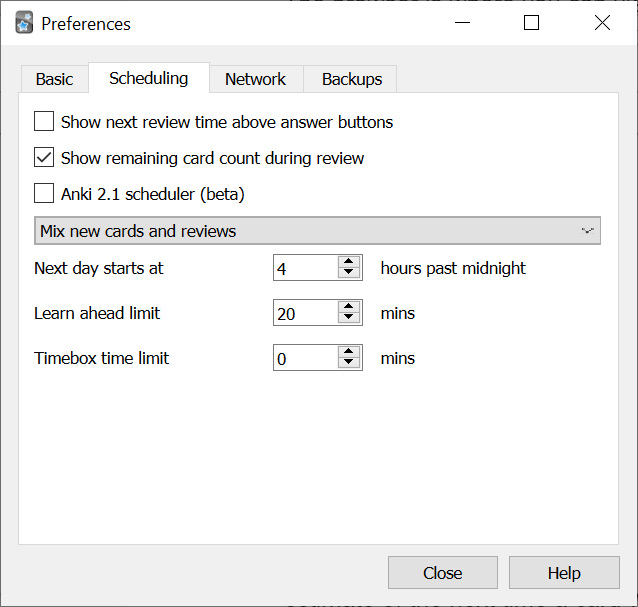 Preferences
Basic Scheduling Network Backups
Show next review time above answer buttons
Show remaining card count during review
Anki 2.1 scheduler (beta)
Mix new cards and reviews
Next day starts at 4 hours past midnight
Learn ahead limit 20 mins
Timebox time limit 0 mins
Close Help